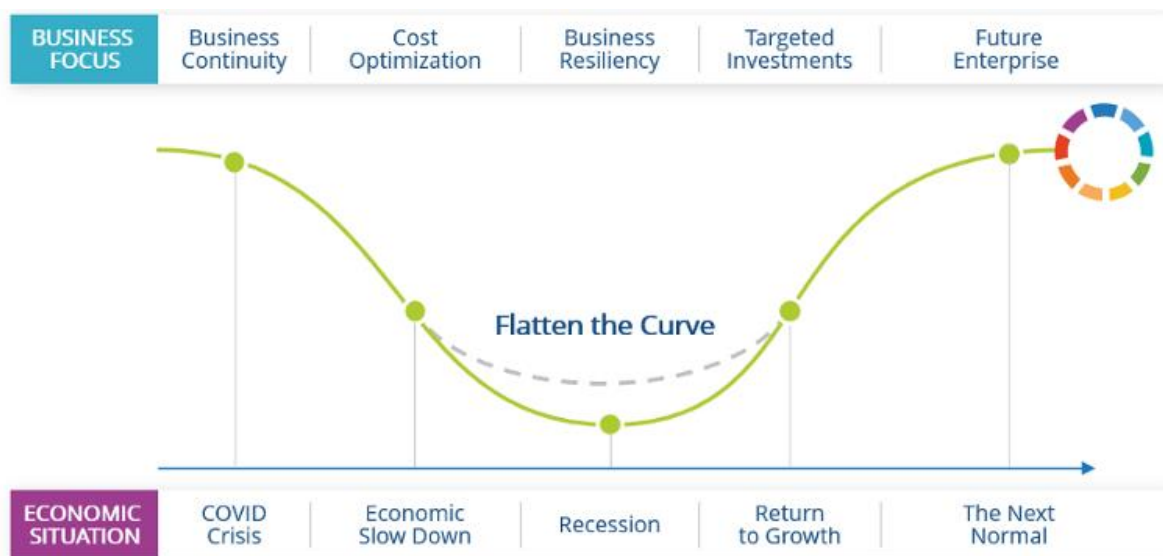 BUSINESS
FOCUS
Business
Continuity
Cost
Optimization
Business
Resiliency
Targeted
Investments
Future
Enterprise
Flatten the Curve
ECONOMIC
SITUATION
COVID
Crisis
Economic
Slow Down
Recession
Return
to Growth
The Next
Normal